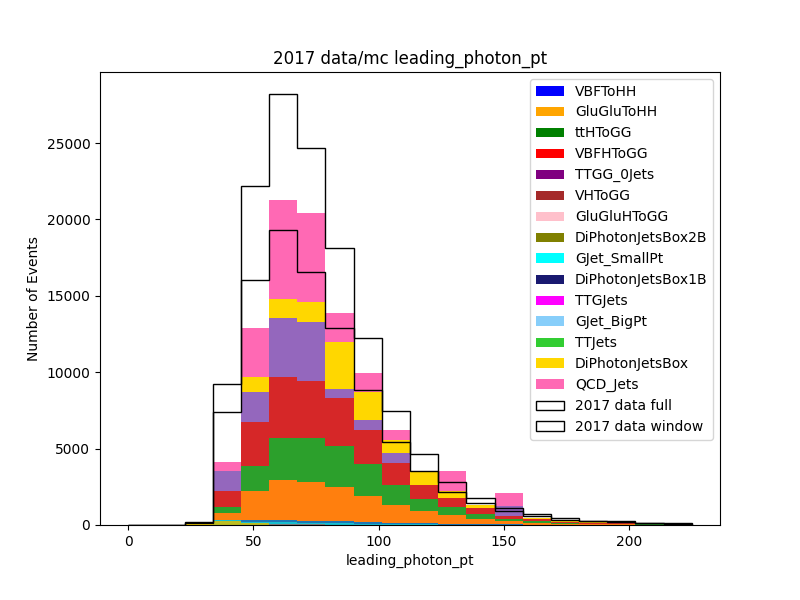 2017 data/mc leading_photon_pt
Number of Events
25000
20000
15000
10000
5000
0
0
50
100
150
200
leading_photon_pt
VBFToHH
GluGluToHH
ttHToGG
VBFHToGG
TTGG_0Jets
VHToGG
GluGluHToGG
DiPhotonJetsBox2B
GJet_SmallPt
DiPhotonJetsBox1B
TTGJets
GJet_BigPt
TTJets
DiPhotonJetsBox
QCD_Jets
2017 data full
2017 data window